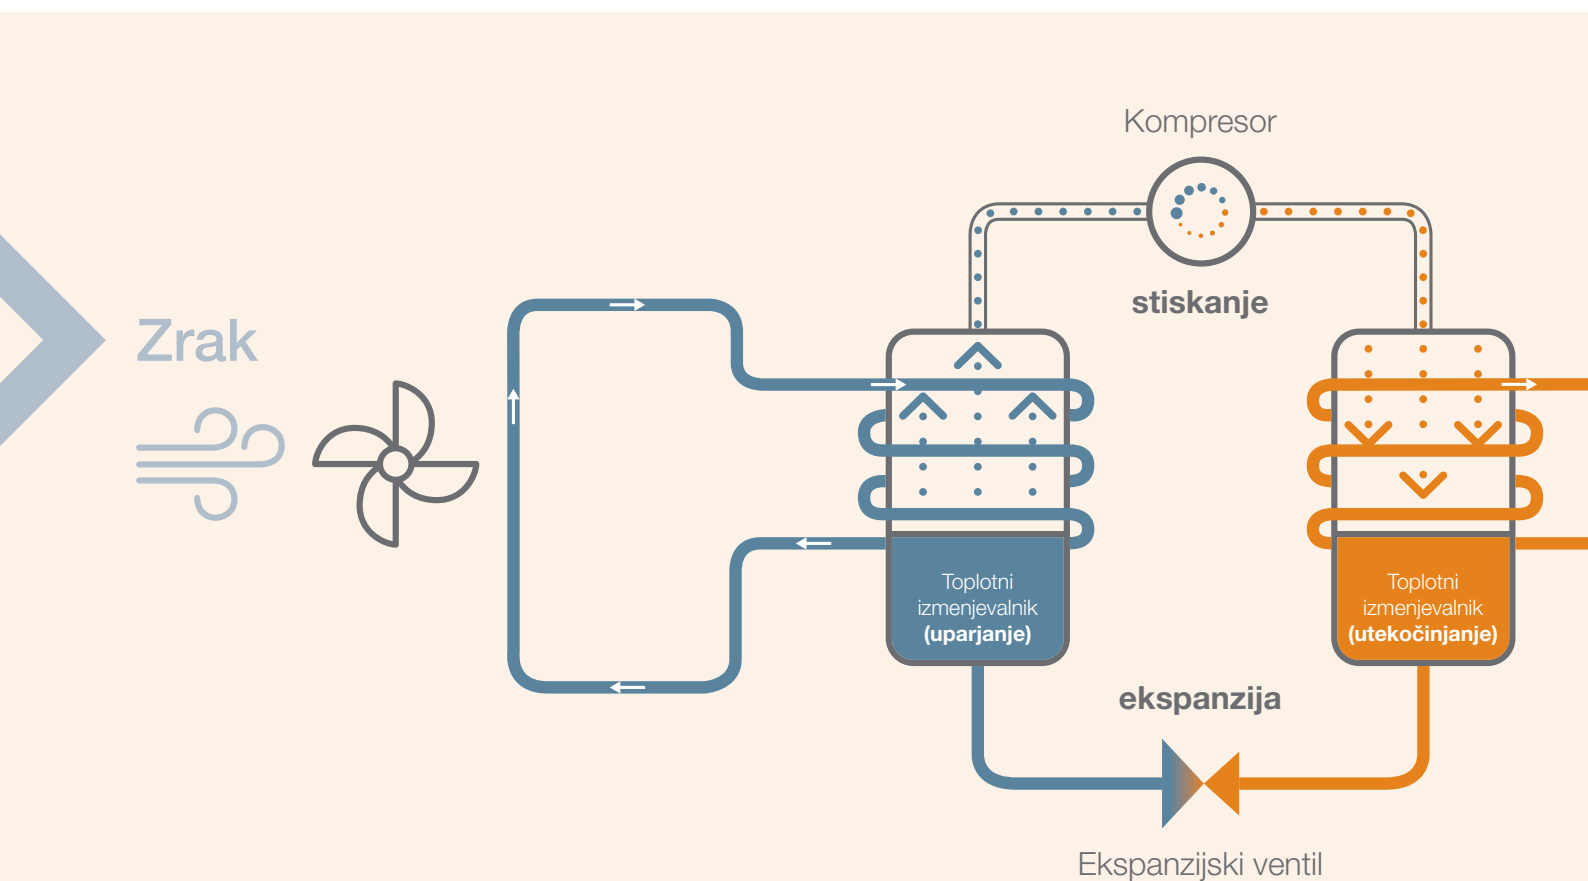 Kompresor
stiskanje
Zrak
Toplotni
izmenjevalnik
(uparjanje)
Toplotni
izmenjevalnik
(utekočinjanje)
ekspanzija
Ekspanzijski ventil